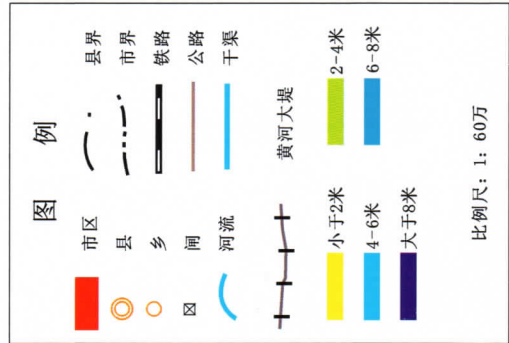 图 例
市区 县界
县 市界
乡 铁路
闸 公路
河流 干渠
黄河大堤
小于2米 2-4米
4-6米 6-8米
大于8米
比例尺：1：60万